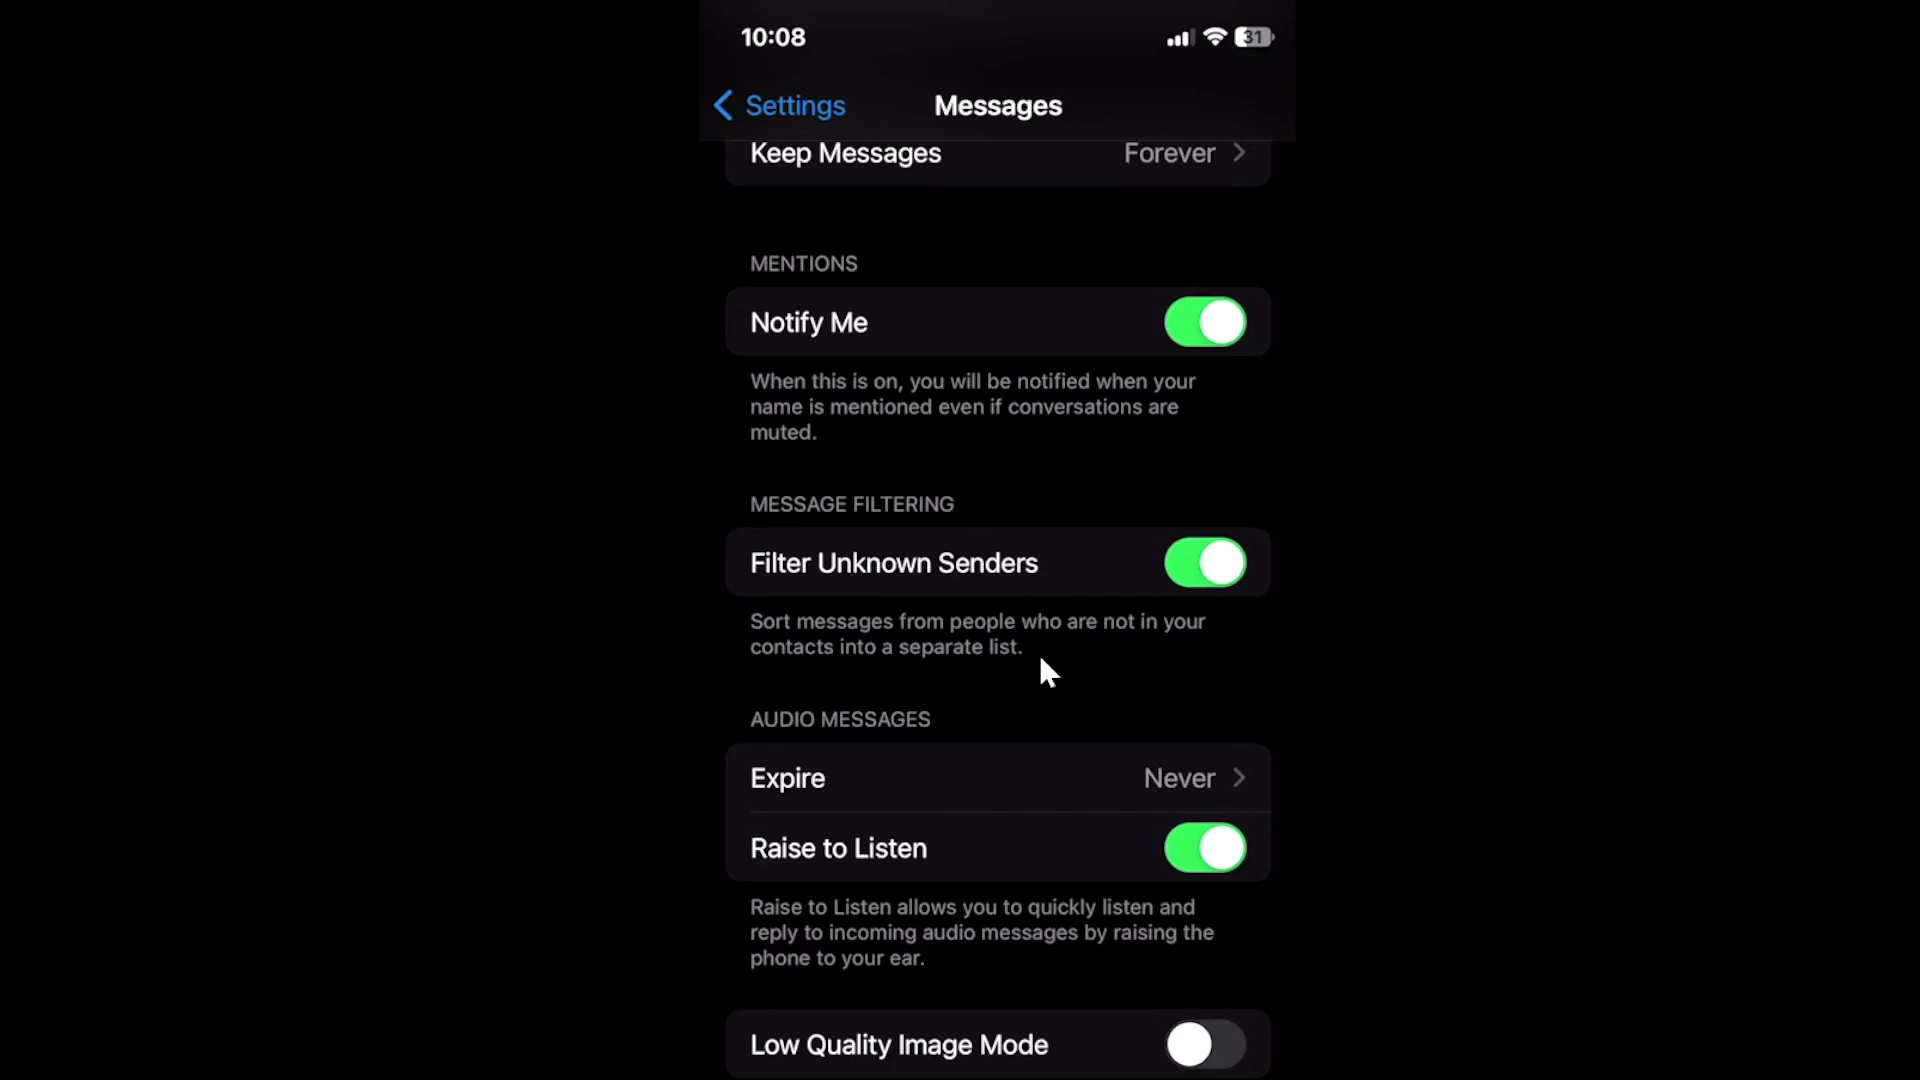 10:08
31
Settings
Messages
Keep Messages
Forever
MENTIONS
Notify Me
When this is on, you will be notified when your
name is mentioned even if conversations are
muted.
MESSAGE FILTERING
Filter Unknown Senders
Sort messages from people who are not in your
contacts into a separate list.
AUDIO MESSAGES
Expire
Never
Raise to Listen
Raise to Listen allows you to quickly listen and
reply to incoming audio messages by raising the
phone to your ear.
Low Quality Image Mode